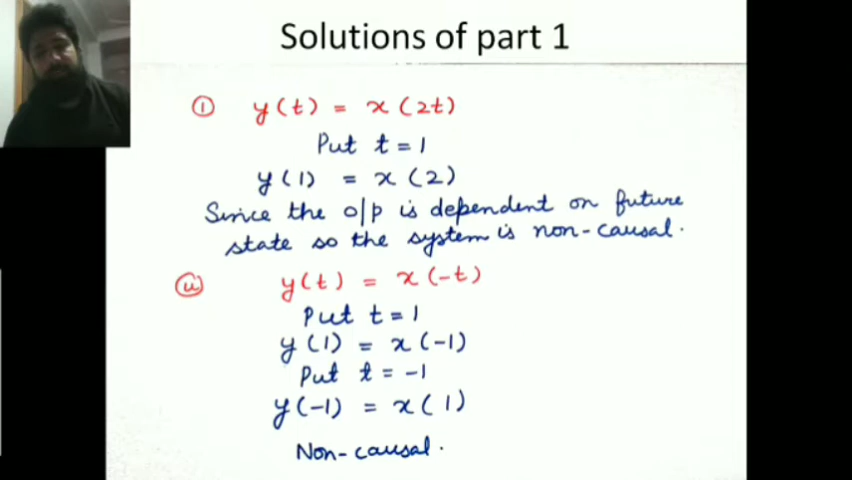 Solutions of part 1
(i) y(t) = x(2t)
Put t = 1
y(1) = x(2)
Since the o/p is dependent on future
state so the system is non-causal.
(ii) y(t) = x(-t)
Put t = 1
y(1) = x(-1)
Put t = -1
y(-1) = x(1)
Non-causal.